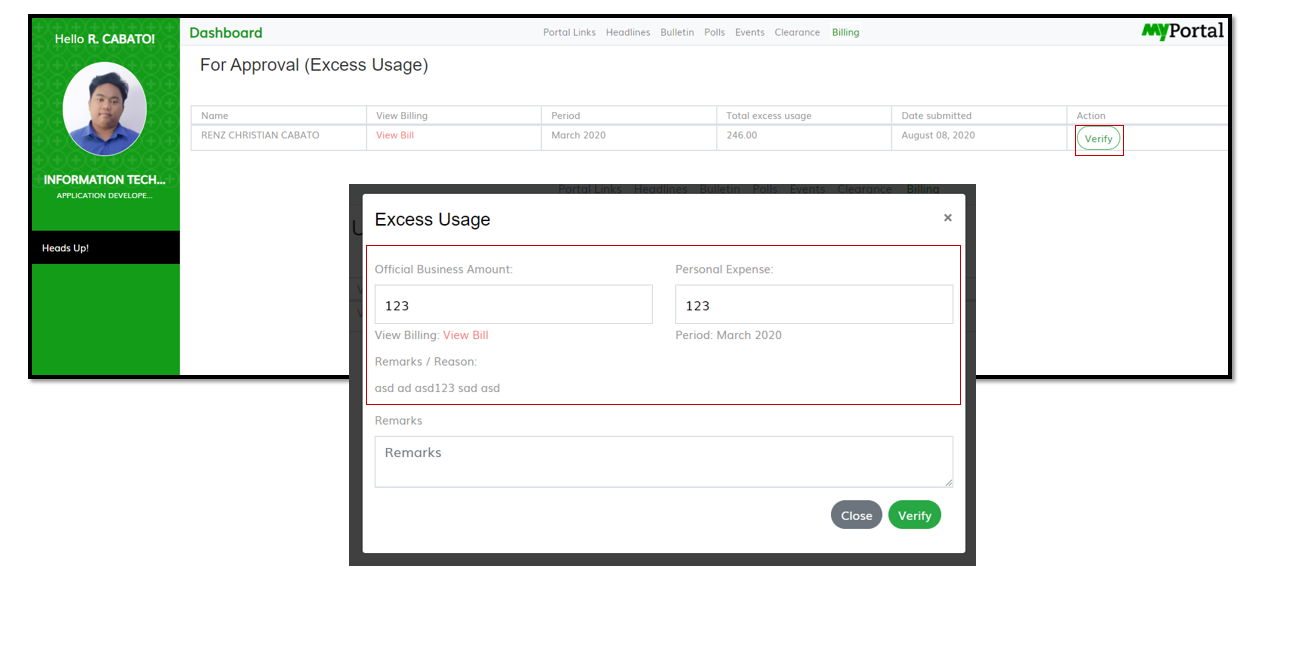 Hello R. CABATO!
Dashboard
Portal Links Headlines Bulletin Polls Events Clearance Billing
MyPortal
For Approval (Excess Usage)
Name View Billing Period Total excess usage Date submitted Action
RENZ CHRISTIAN CABATO View Bill March 2020 246.00 August 08, 2020 Verify
INFORMATION TECH...
APPLICATION DEVELOPE...
Heads Up!
Portal Links Headlines Bulletin Polls Events Clearance Billing
Excess Usage ×
Official Business Amount: Personal Expense:
123 123
View Billing: View Bill Period: March 2020
Remarks / Reason:
asd ad asd123 sad asd
Remarks
Remarks
Close Verify